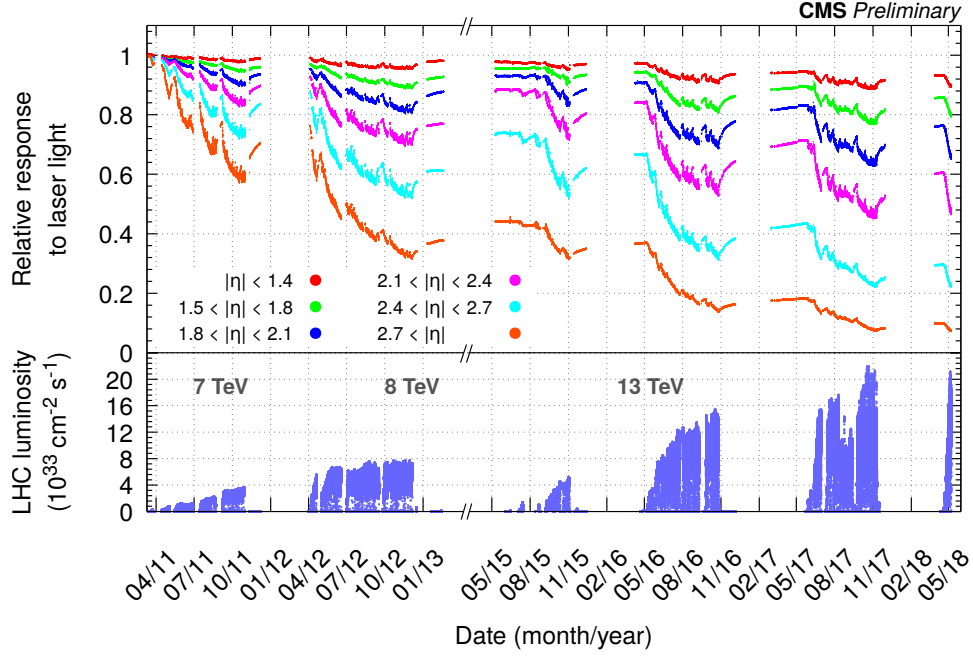 CMS Preliminary
Relative response
to laser light
1
0.8
0.6
0.4
0.2
0
|η| < 1.4
1.5 < |η| < 1.8
1.8 < |η| < 2.1
2.1 < |η| < 2.4
2.4 < |η| < 2.7
2.7 < |η|
LHC luminosity
(10³³ cm⁻² s⁻¹)
20
16
12
8
4
0
7 TeV
8 TeV
13 TeV
04/11
07/11
10/11
01/12
04/12
07/12
10/12
01/13
05/15
08/15
11/15
02/16
05/16
08/16
11/16
02/17
05/17
08/17
11/17
02/18
05/18
Date (month/year)